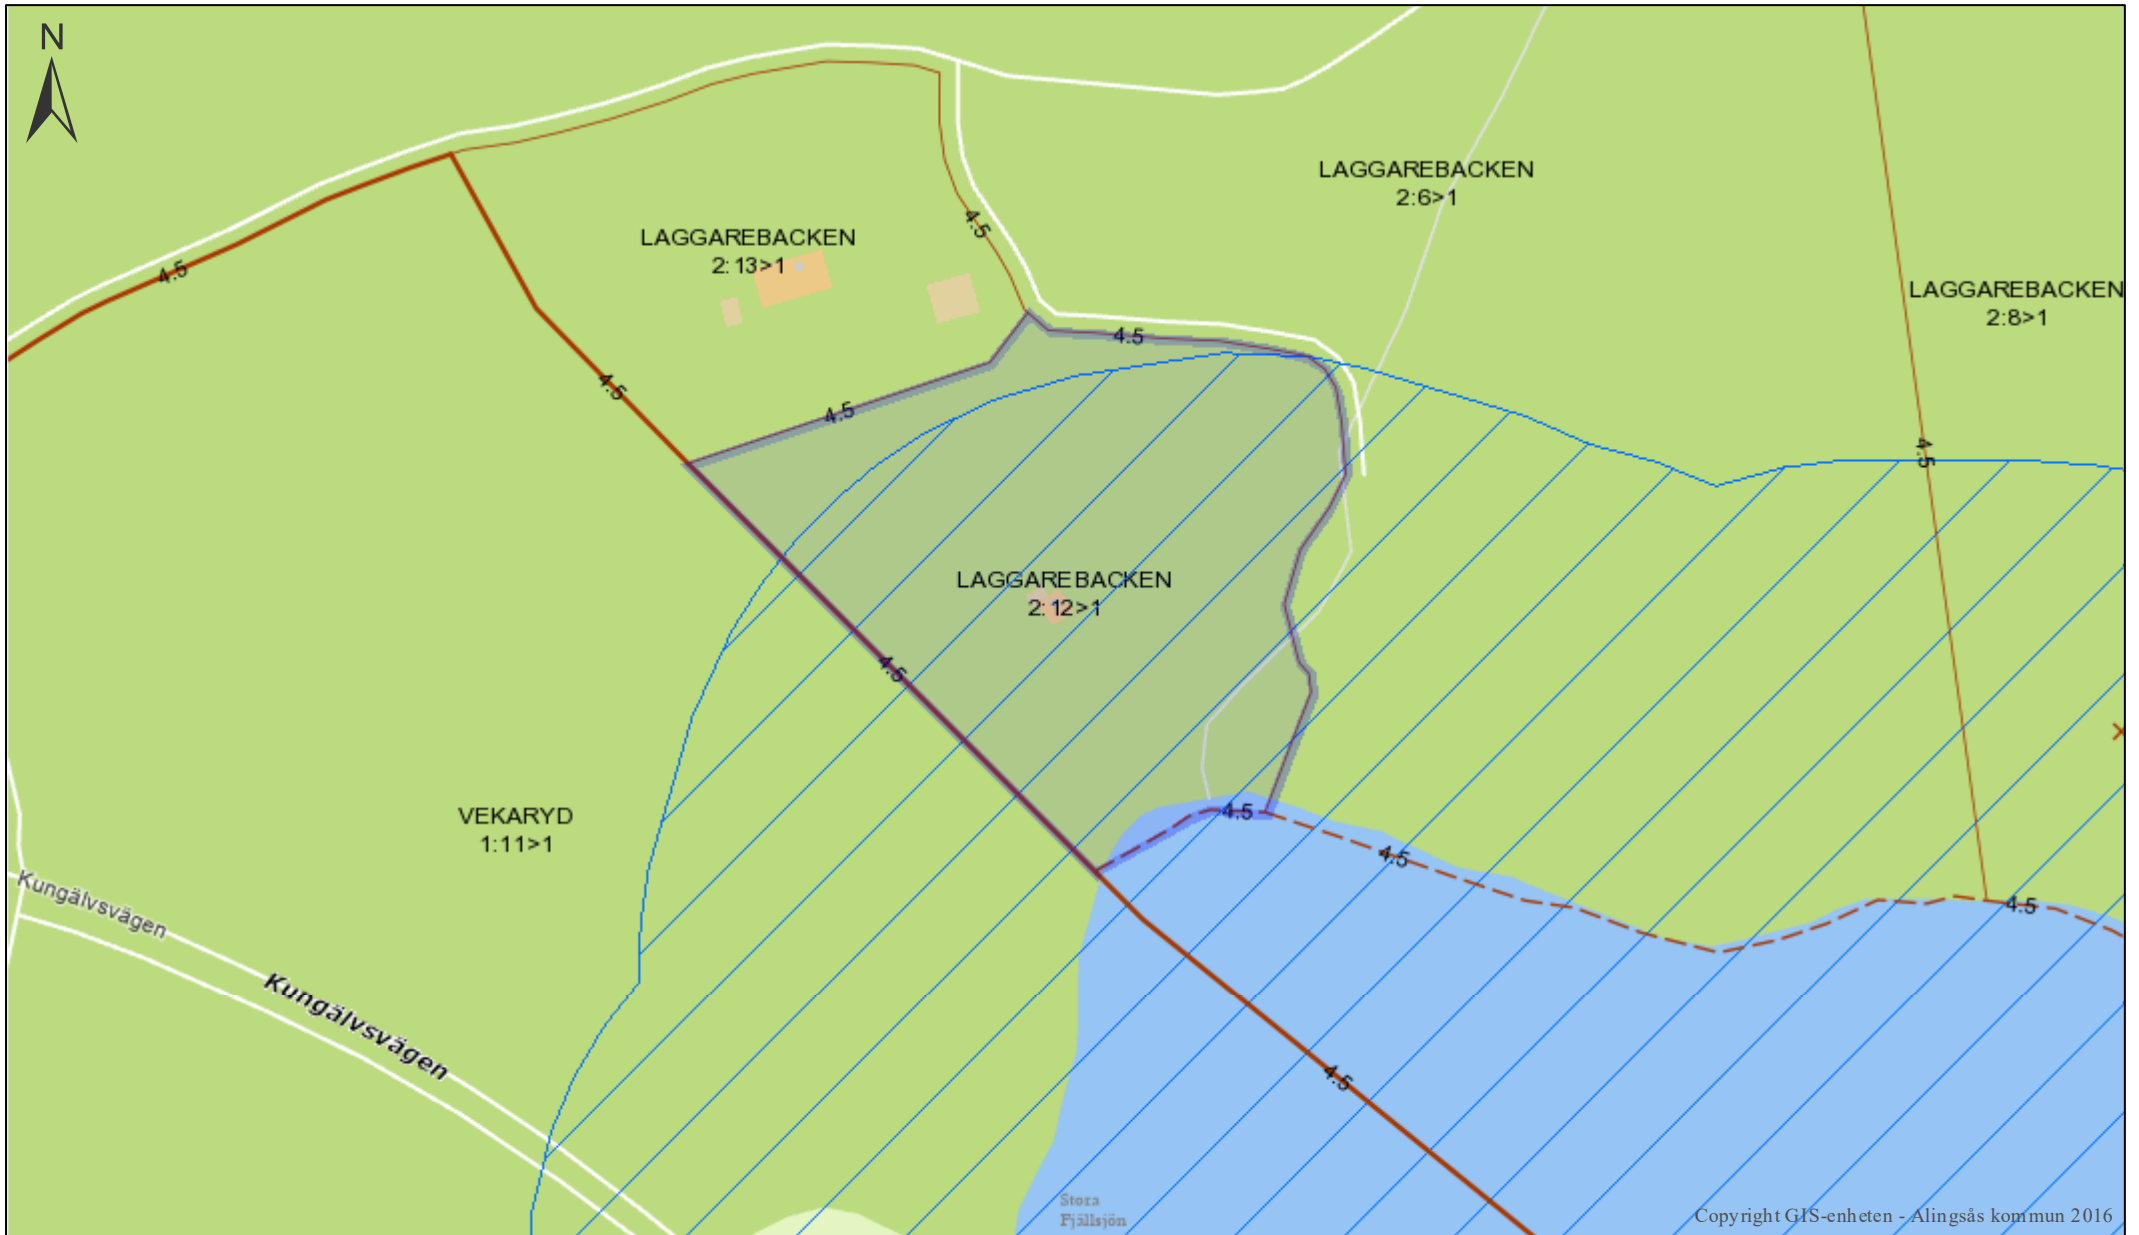 N
LAGGAREBACKEN
2:6>1
4.5
LAGGAREBACKEN
2:13>1
4.5
LAGGAREBACKEN
2:8>1
4.5
4.5
4.5
4.5
4.5
LAGGAREBACKEN
2:12>1
4.5
VEKARYD
1:11>1
4.5
4.5
4.5
Kungälvsvägen
Kungälvsvägen
4.5
Stora
Fjällsjön
Copyright GIS-enheten - Alingsås kommun 2016